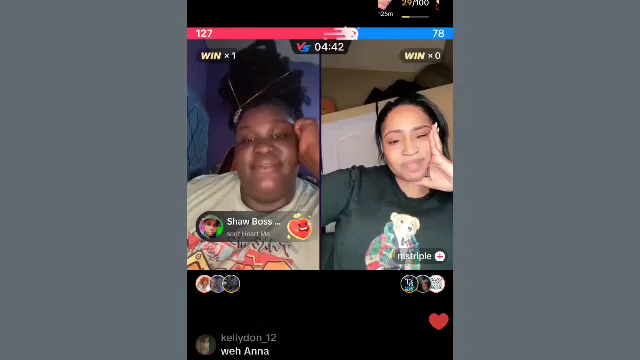 29/100
×25m
127
78
VS 04:42
WIN ×1
WIN ×0
Shaw Boss ...
sent Heart Me
mstriple
kellydon_12
weh Anna